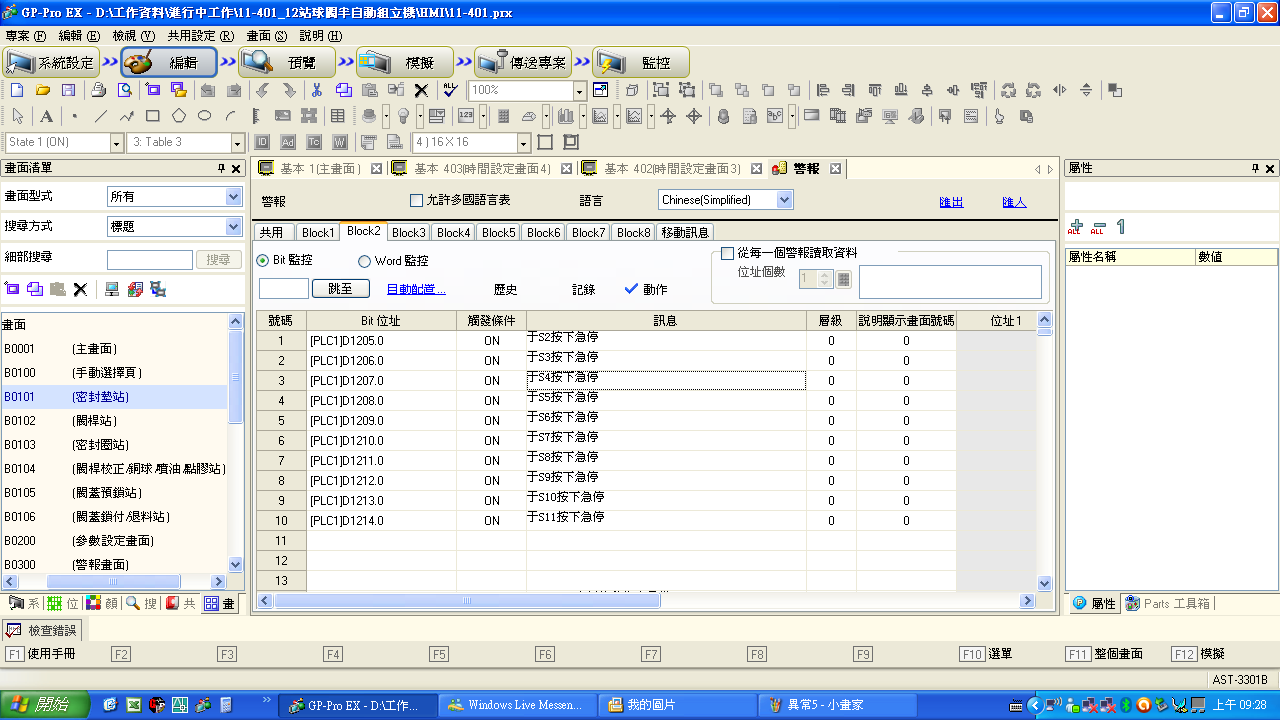 GP-Pro EX - D:\工作資料\進行中工作\11-401_12站球閥半自動組立機\HMI\11-401.prx
專案 (F) 編輯 (E) 檢視 (V) 共用設定 (R) 畫面 (S) 說明 (H)
系統設定 編輯 預覽 模擬 傳送專案 監控
100%
State 1 (ON) 3: Table 3 ID Ad Tc W 4 ) 16 X 16
畫面清單
畫面型式 所有
搜尋方式 標題
細部搜尋 搜尋
畫面
B0001 (主畫面)
B0100 (手動選擇頁)
B0101 (密封墊站)
B0102 (閥桿站)
B0103 (密封圈站)
B0104 (閥桿校正/銅球/噴油/點膠站)
B0105 (閥蓋預鎖站)
B0106 (閥蓋鎖付/退料站)
B0200 (參數設定畫面)
B0300 (警報畫面)
系 位 顏 搜 共 畫
基本 1(主畫面) 基本 403(時間設定畫面4) 基本 402(時間設定畫面3) 警報
警報 允許多國語言表 語言 Chinese(Simplified) 匯出 匯入
共用 Block1 Block2 Block3 Block4 Block5 Block6 Block7 Block8 移動訊息
Bit 監控 Word 監控 從每一個警報讀取資料
位址個數 1
跳至 自動配置... 歷史 記錄 動作
號碼 Bit 位址 觸發條件 訊息 層級 說明顯示畫面號碼 位址 1
1 [PLC1]D1205.0 ON 于S2按下急停 0 0
2 [PLC1]D1206.0 ON 于S3按下急停 0 0
3 [PLC1]D1207.0 ON 于S4按下急停 0 0
4 [PLC1]D1208.0 ON 于S5按下急停 0 0
5 [PLC1]D1209.0 ON 于S6按下急停 0 0
6 [PLC1]D1210.0 ON 于S7按下急停 0 0
7 [PLC1]D1211.0 ON 于S8按下急停 0 0
8 [PLC1]D1212.0 ON 于S9按下急停 0 0
9 [PLC1]D1213.0 ON 于S10按下急停 0 0
10 [PLC1]D1214.0 ON 于S11按下急停 0 0
11
12
13
屬性
ALL ALL 1
屬性名稱 數值
屬性 Parts 工具箱
檢查錯誤
F1 使用手冊 F2 F3 F4 F5 F6 F7 F8 F9 F10 選單 F11 整個畫面 F12 模擬
AST-3301B
開始 GP-Pro EX - D:\工作... Windows Live Messen... 我的圖片 異常5 - 小畫家 上午 09:28